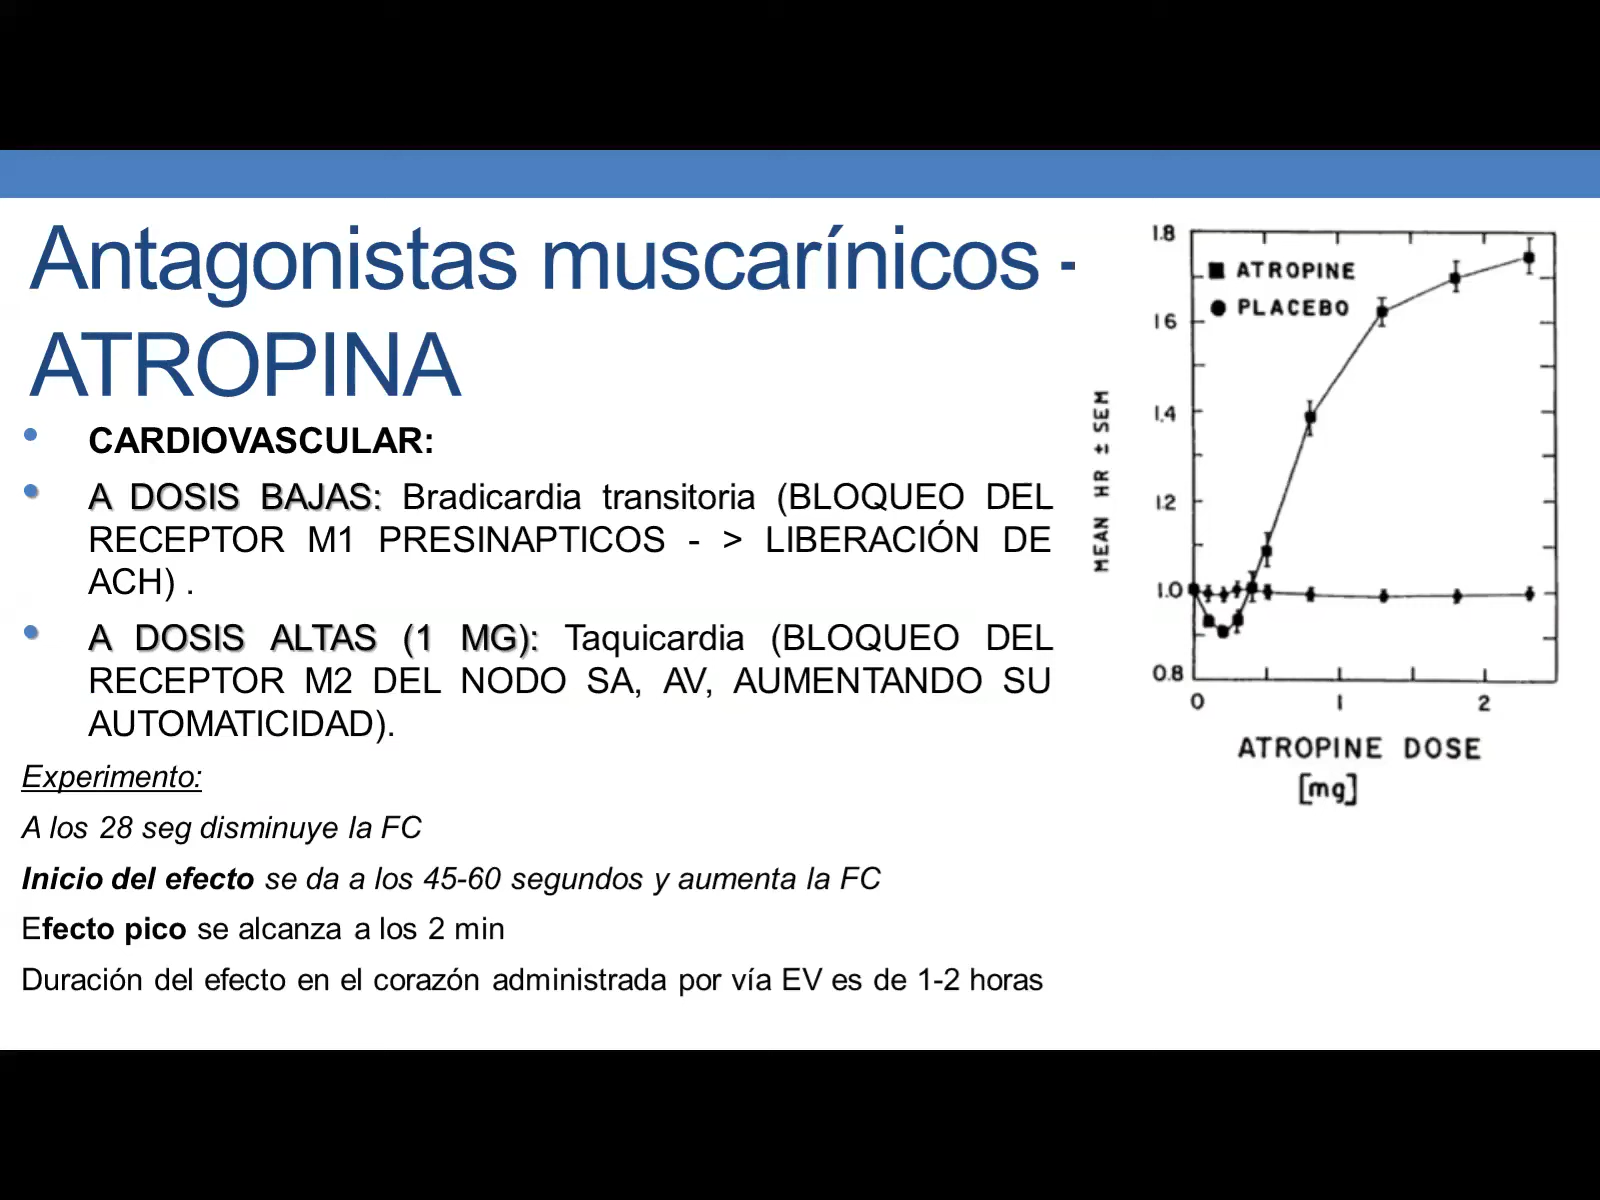 Antagonistas muscarínicos -
ATROPINA
• CARDIOVASCULAR:
• A DOSIS BAJAS: Bradicardia transitoria (BLOQUEO DEL
RECEPTOR M1 PRESINAPTICOS - > LIBERACIÓN DE
ACH) .
• A DOSIS ALTAS (1 MG): Taquicardia (BLOQUEO DEL
RECEPTOR M2 DEL NODO SA, AV, AUMENTANDO SU
AUTOMATICIDAD).
Experimento:
A los 28 seg disminuye la FC
Inicio del efecto se da a los 45-60 segundos y aumenta la FC
Efecto pico se alcanza a los 2 min
Duración del efecto en el corazón administrada por vía EV es de 1-2 horas
ATROPINE
PLACEBO
MEAN HR ± SEM
1.8
1.6
1.4
1.2
1.0
0.8
0 1 2
ATROPINE DOSE
[mg]